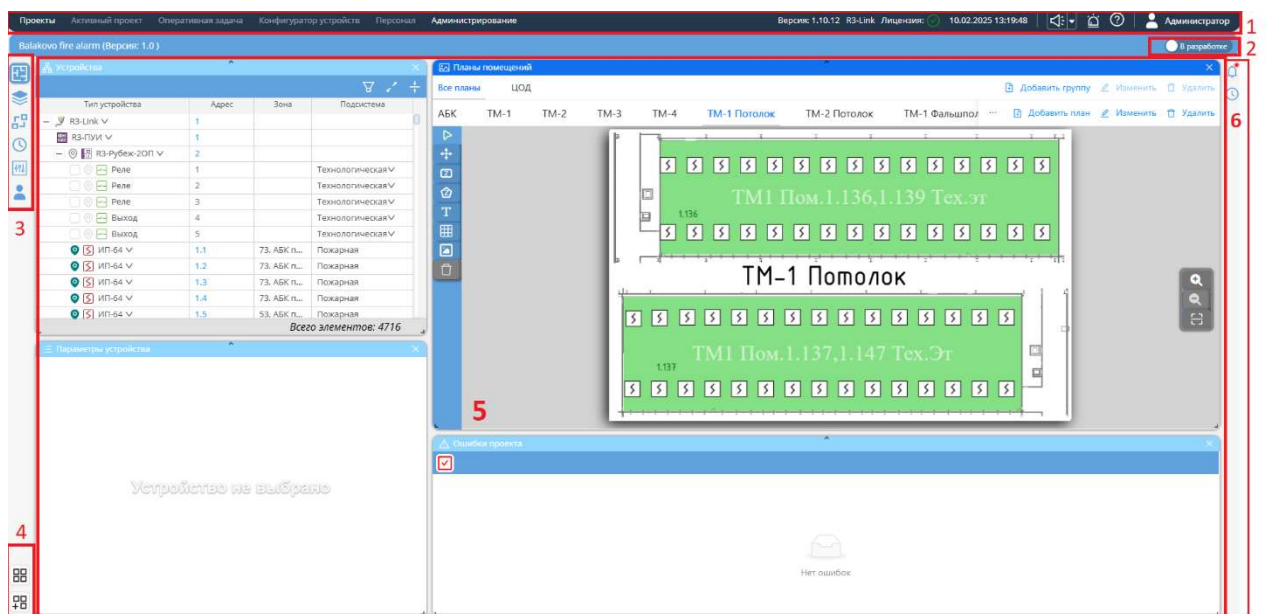 Проекты Активный проект Оперативная задача Конфигуратор устройств Персонал Администрирование Версия: 1.10.12 R3-Link Лицензия: 10.02.2025 13:19:48 Администратор
1
Balakovo fire alarm (Версия: 1.0 ) В разработке
2
Устройства
Тип устройства Адрес Зона Подсистема
R3-Link 1
R3-ПУИ 1
R3-Рубеж-2ОП 2
Реле 1 Технологическая
Реле 2 Технологическая
Реле 3 Технологическая
Выход 4 Технологическая
Выход 5 Технологическая
ИП-64 1.1 73. АБК п... Пожарная
ИП-64 1.2 73. АБК п... Пожарная
ИП-64 1.3 73. АБК п... Пожарная
ИП-64 1.4 73. АБК п... Пожарная
ИП-64 1.5 53. АБК п... Пожарная
Всего элементов: 4716
3
Параметры устройства
Устройство не выбрано
4
Планы помещений
Все планы ЦОД Добавить группу Изменить Удалить
АБК ТМ-1 ТМ-2 ТМ-3 ТМ-4 ТМ-1 Потолок ТМ-2 Потолок ТМ-1 Фальшпол ... Добавить план Изменить Удалить
ТМ1 Пом.1.136,1.139 Тех.эт
1.136
ТМ-1 Потолок
ТМ1 Пом.1.137,1.147 Тех.Эт
1.137
5
Ошибки проекта
Нет ошибок
6